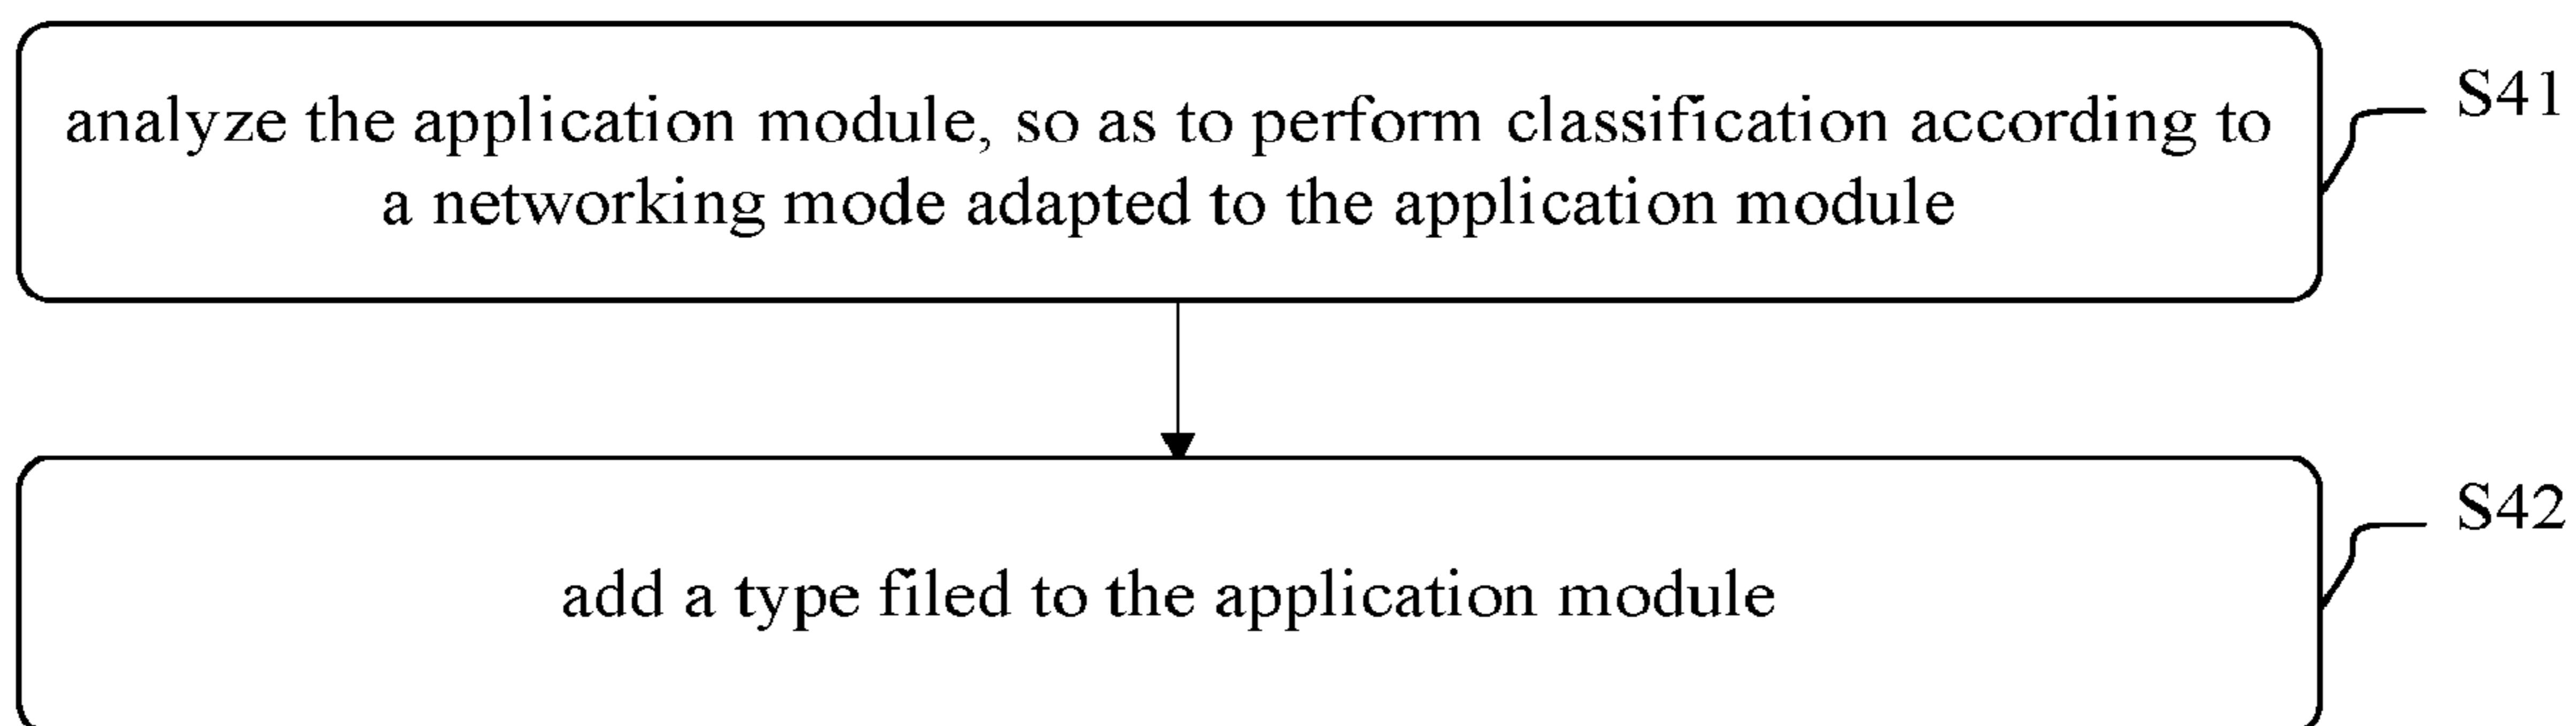 analyze the application module, so as to perform classification according to
a networking mode adapted to the application module
S41
add a type filed to the application module
S42